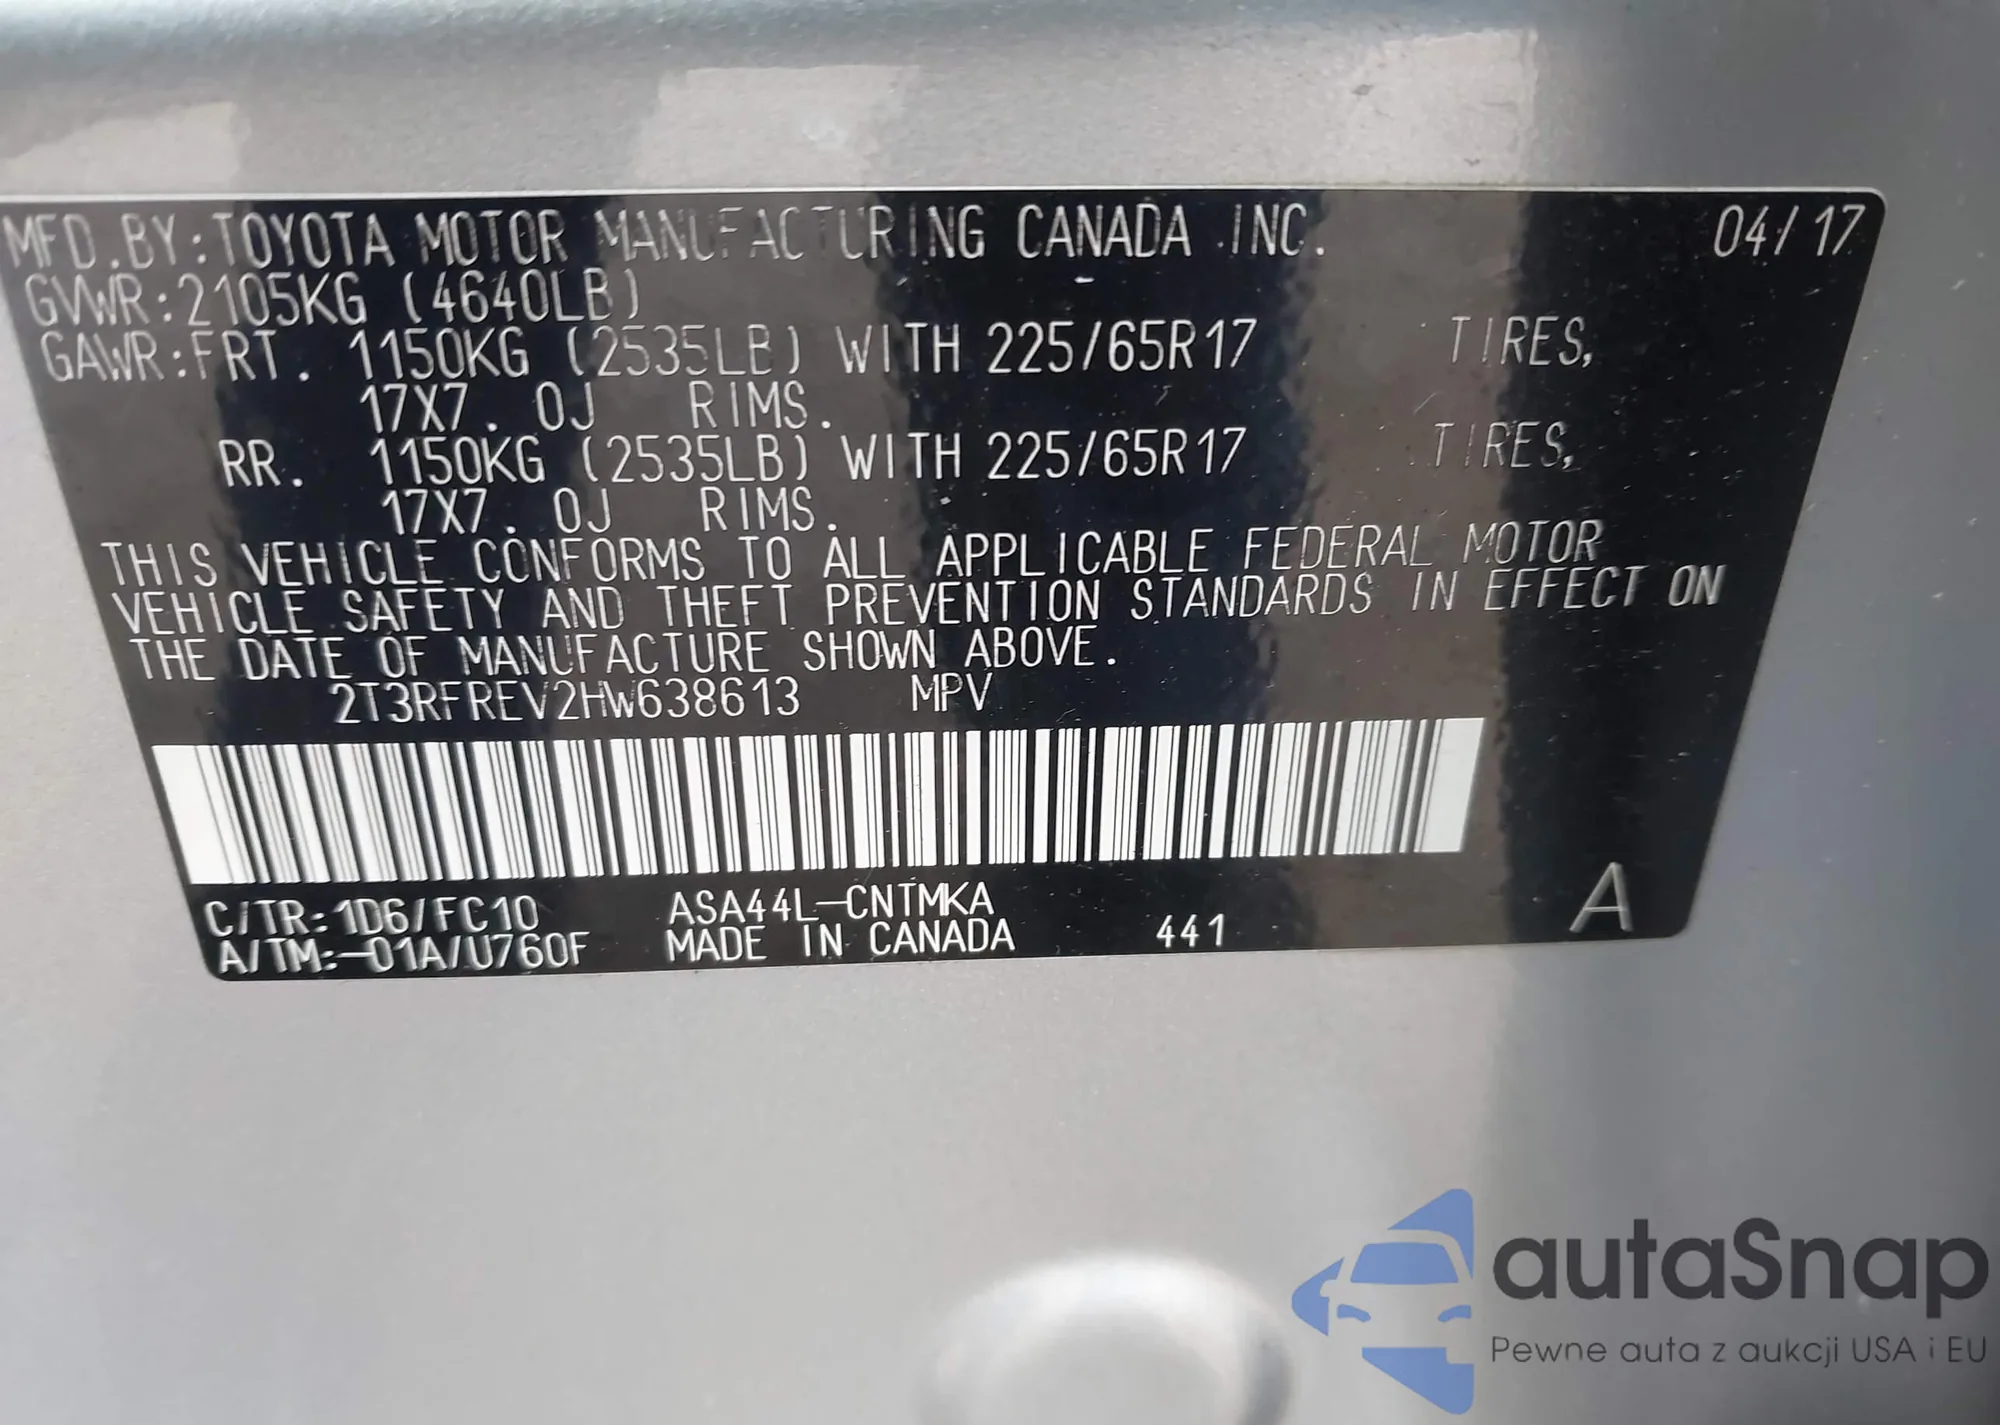 MFD.BY:TOYOTA MOTOR MANUFACTURING CANADA INC. 04/17
GVWR:2105KG (4640LB)
GAWR:FRT. 1150KG (2535LB) WITH 225/65R17 TIRES,
17X7.0J RIMS.
RR. 1150KG (2535LB) WITH 225/65R17 TIRES,
17X7.0J RIMS.
THIS VEHICLE CONFORMS TO ALL APPLICABLE FEDERAL MOTOR
VEHICLE SAFETY AND THEFT PREVENTION STANDARDS IN EFFECT ON
THE DATE OF MANUFACTURE SHOWN ABOVE.
2T3RFREV2HW638613 MPV
C/TR:1D6/FC10 ASA44L-CNTMKA
A/TM:-01A/U760F MADE IN CANADA 441 A
autaSnap
Pewne auta z aukcji USA i EU